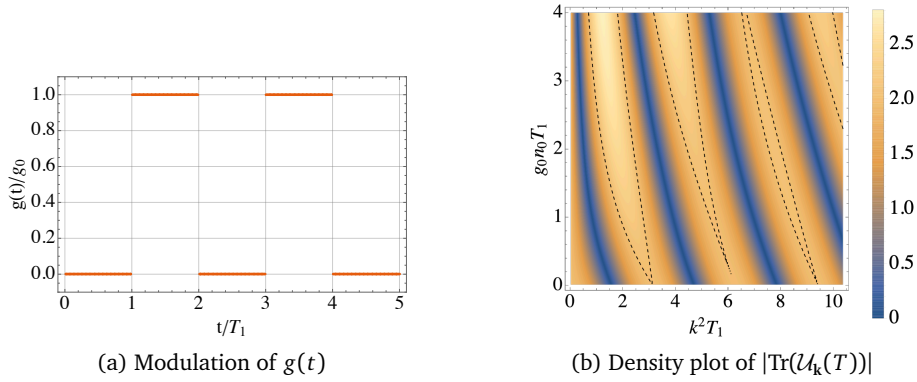 g(t)/g₀
1.0
0.8
0.6
0.4
0.2
0.0
0 1 2 3 4 5
t/T₁
(a) Modulation of g(t)
g₀n₀T₁
4
3
2
1
0
0 2 4 6 8 10
k²T₁
2.5
2.0
1.5
1.0
0.5
0
(b) Density plot of |Tr(𝒰ₖ(T))|